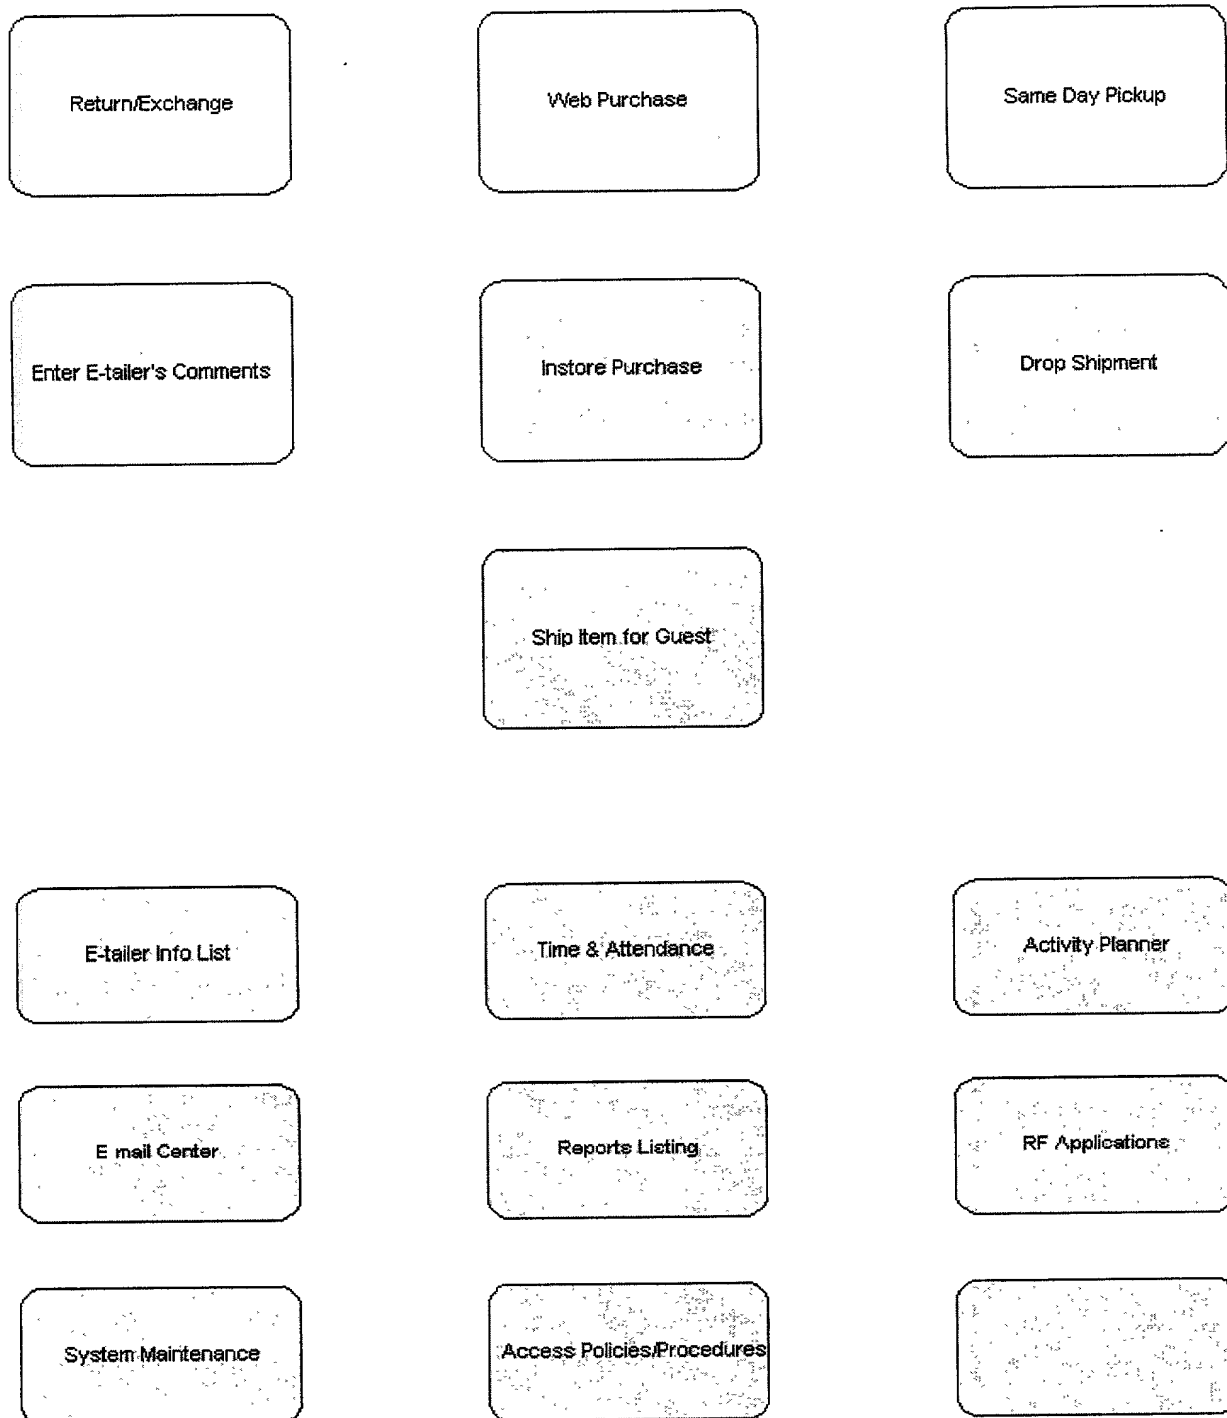 Return/Exchange
Web Purchase
Same Day Pickup
Enter E-tailer's Comments
Instore Purchase
Drop Shipment
Ship Item for Guest
E-tailer Info List
Time & Attendance
Activity Planner
E mail Center
Reports Listing
RF Applications
System Maintenance
Access Policies/Procedures